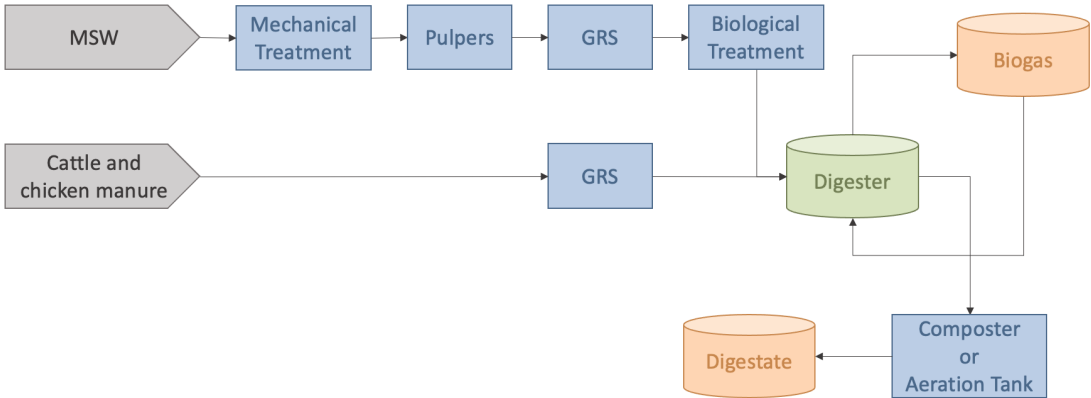 MSW
Mechanical
Treatment
Pulpers
GRS
Biological
Treatment
Biogas
Cattle and
chicken manure
GRS
Digester
Digestate
Composter
or
Aeration Tank